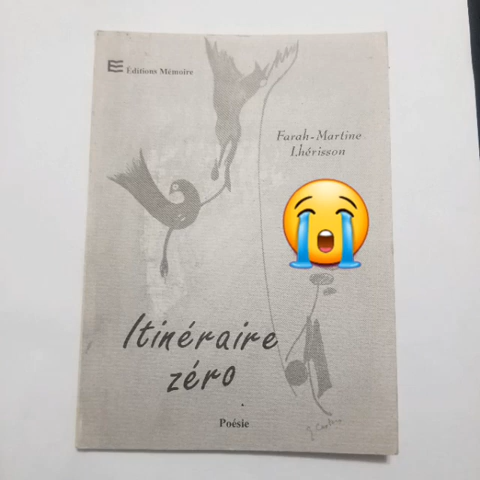 Éditions Mémoire
Farah-Martine
Lhérisson
Itinéraire
zéro
Poésie